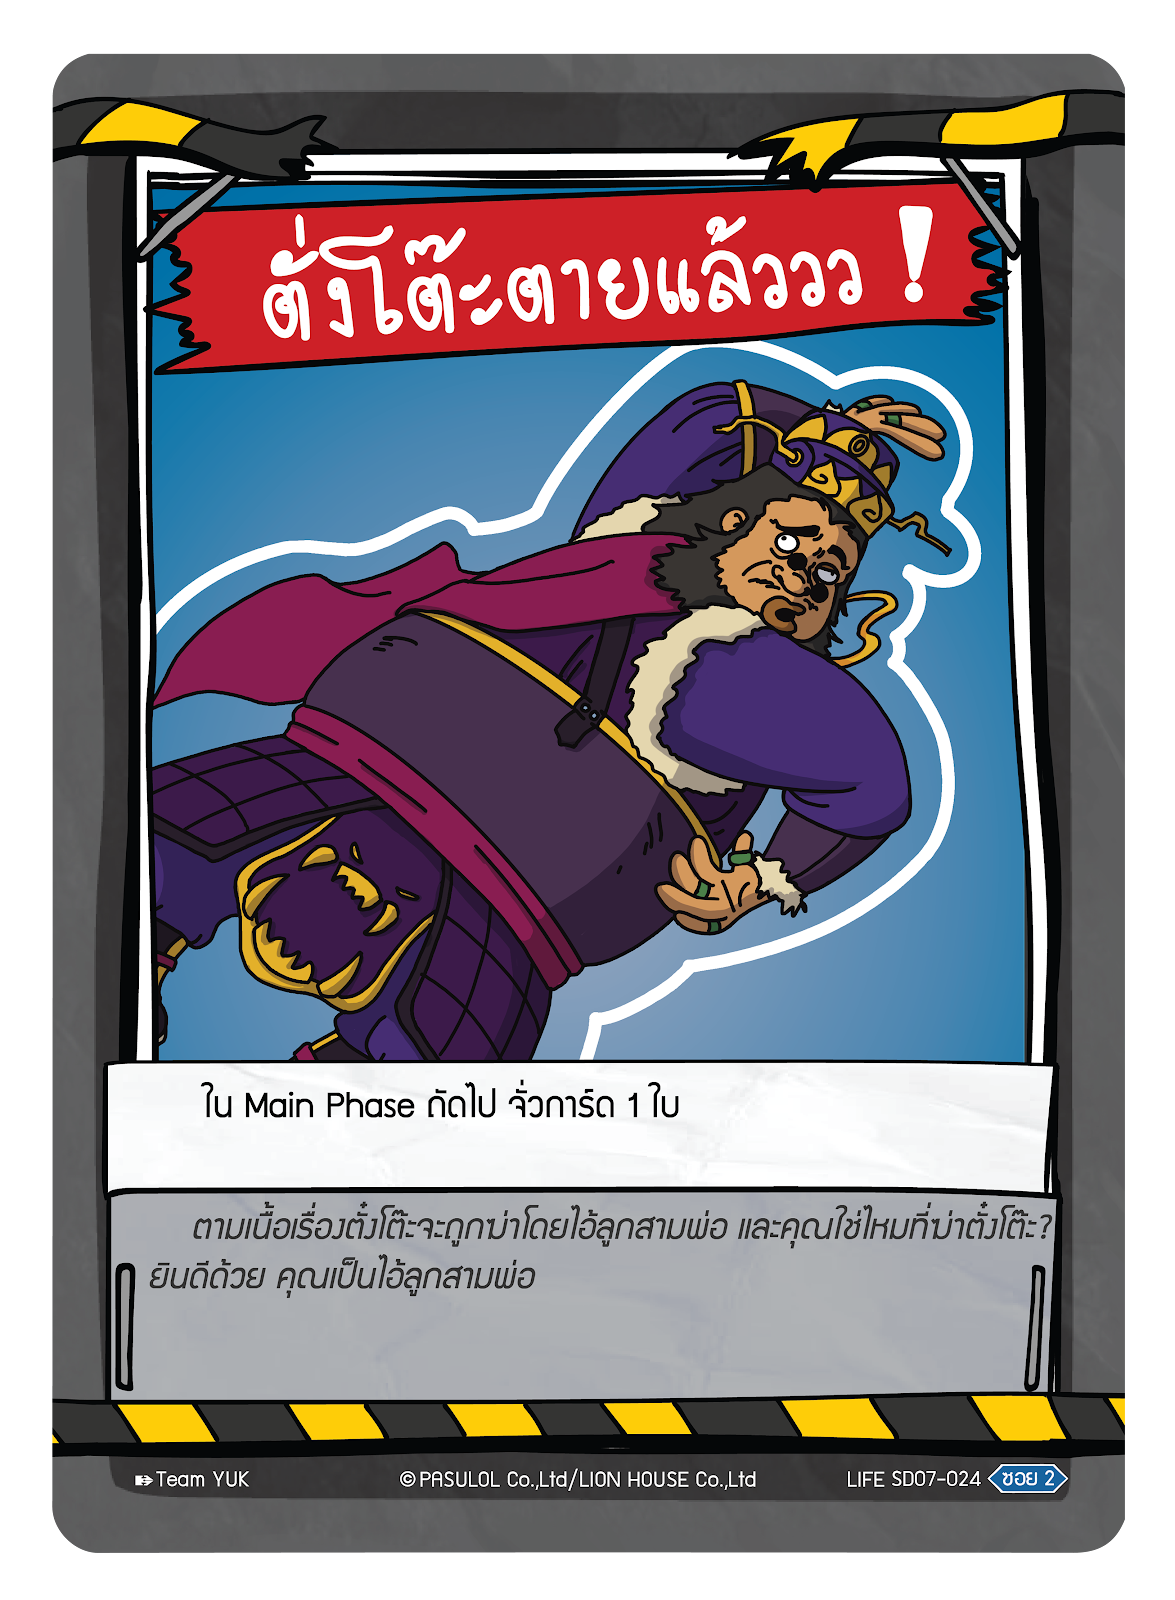 ตั่งโต๊ะตายแล้ววว !
ใน Main Phase ถัดไป จั่วการ์ด 1 ใบ
ตามเนื้อเรื่องตั๋งโต๊ะจะถูกฆ่าโดยไอ้ลูกสามพ่อ และคุณใช่ไหมที่ฆ่าตั๋งโต๊ะ?
ยินดีด้วย คุณเป็นไอ้ลูกสามพ่อ
Team YUK
©PASULOL Co.,Ltd/LION HOUSE Co.,Ltd
LIFE SD07-024 ซอย 2